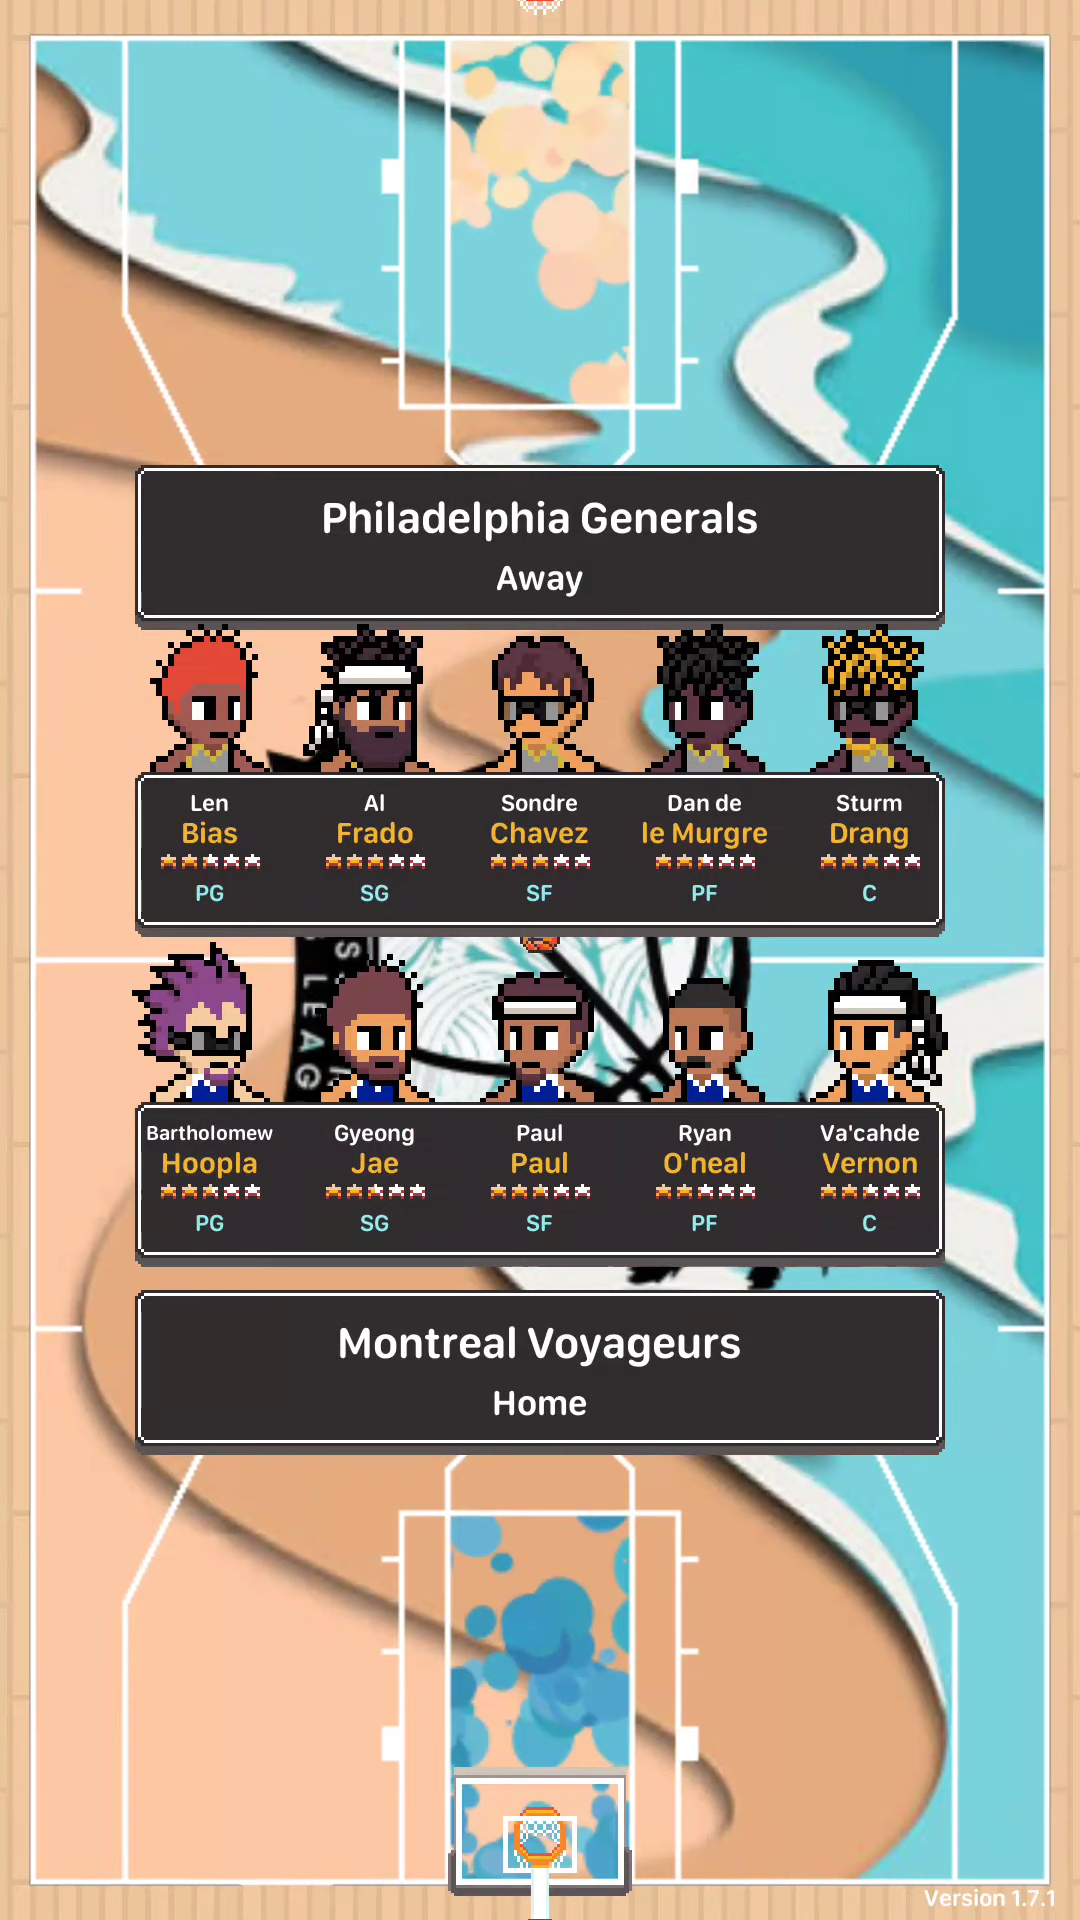 Philadelphia Generals
Away
Len Al Sondre Dan de Sturm
Bias Frado Chavez le Murgre Drang
PG SG SF PF C
S LEAG
S
Bartholomew Gyeong Paul Ryan Va'cahde
Hoopla Jae Paul O'neal Vernon
PG SG SF PF C
Montreal Voyageurs
Home
Version 1.7.1